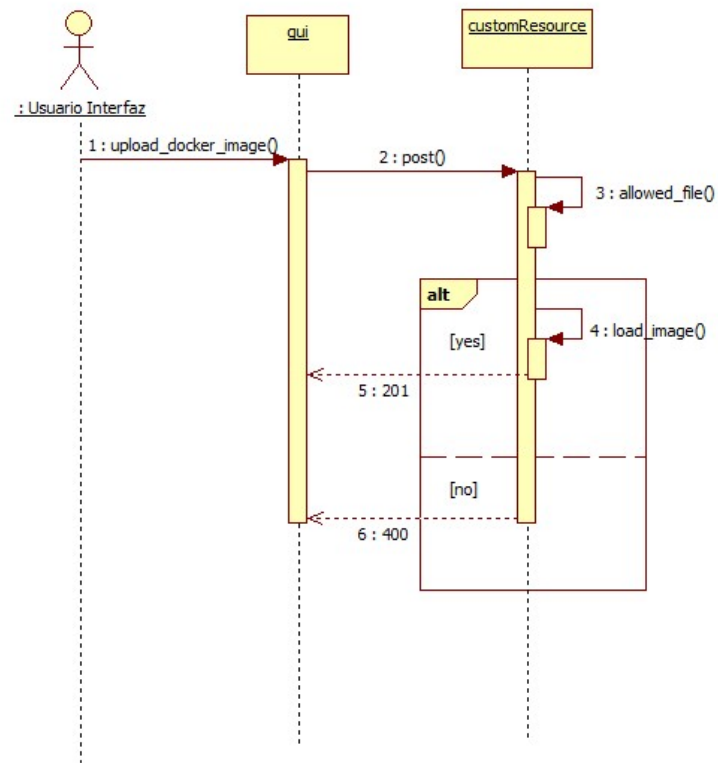 gui
customResource
: Usuario Interfaz
1 : upload_docker_image()
2 : post()
3 : allowed_file()
alt
4 : load_image()
[yes]
5 : 201
[no]
6 : 400